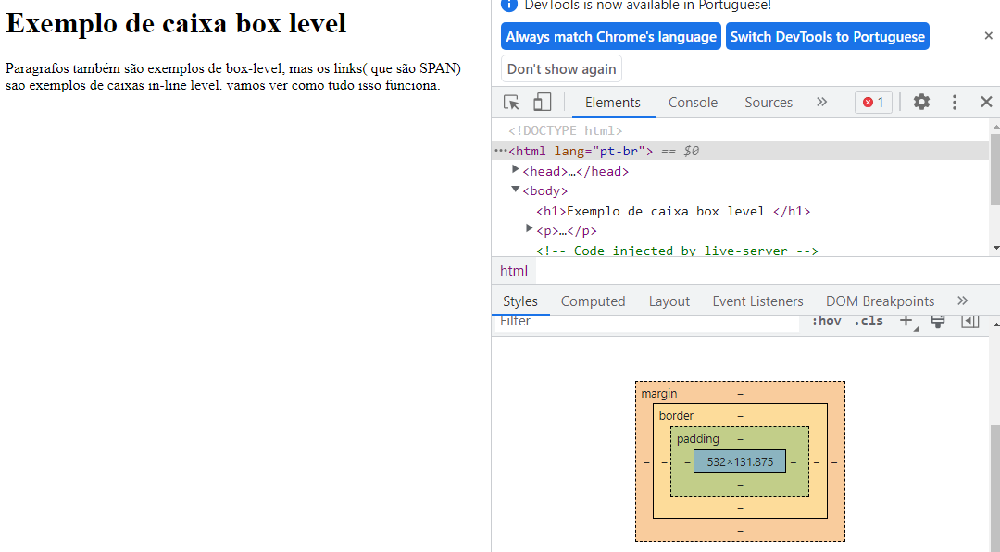 Exemplo de caixa box level
Paragrafos também são exemplos de box-level, mas os links( que são SPAN)
sao exemplos de caixas in-line level. vamos ver como tudo isso funciona.
DevTools is now available in Portuguese!
Always match Chrome's language
Switch DevTools to Portuguese
Don't show again
Elements
Console
Sources
1
<!DOCTYPE html>
<html lang="pt-br"> == $0
<head>…</head>
<body>
<h1>Exemplo de caixa box level </h1>
<p>…</p>
<!-- Code injected by live-server -->
html
Styles
Computed
Layout
Event Listeners
DOM Breakpoints
Filter
:hov
.cls
margin
–
border
–
padding
–
– – – 532×131.875 – – –
–
–
–